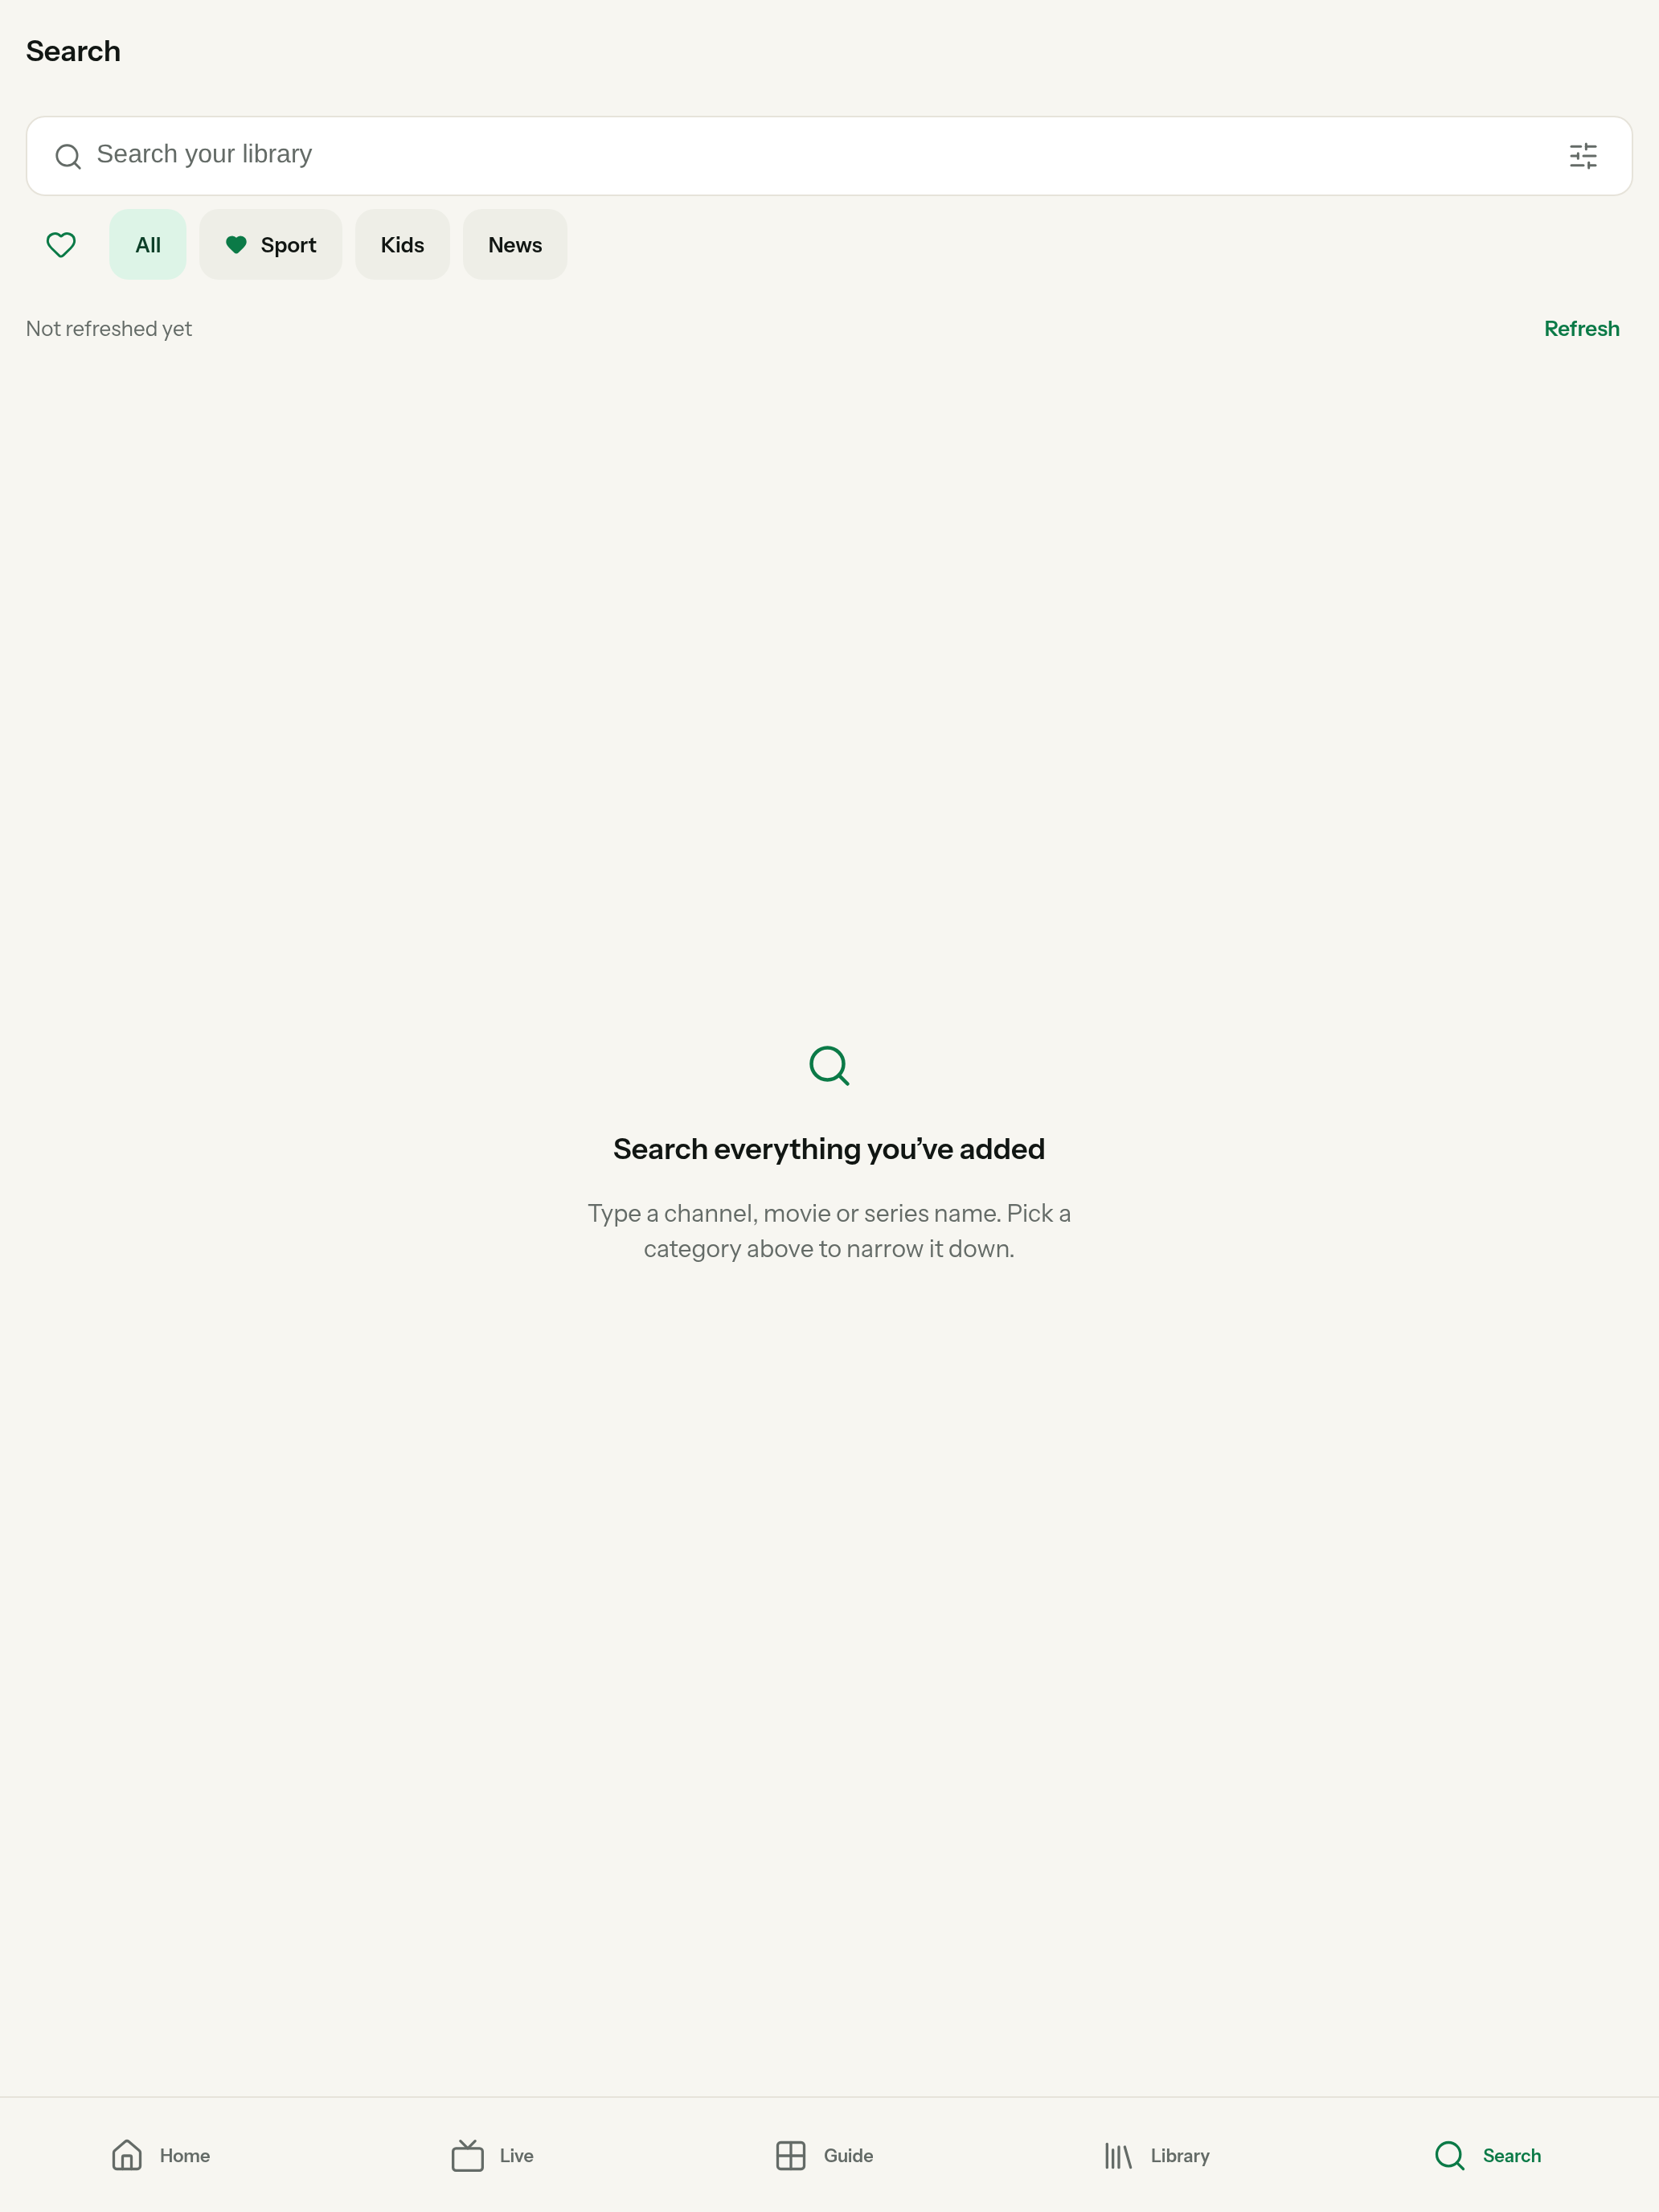 Search
Search your library
All
Sport
Kids
News
Not refreshed yet
Refresh
Search everything you’ve added
Type a channel, movie or series name. Pick a
category above to narrow it down.
Home
Live
Guide
Library
Search